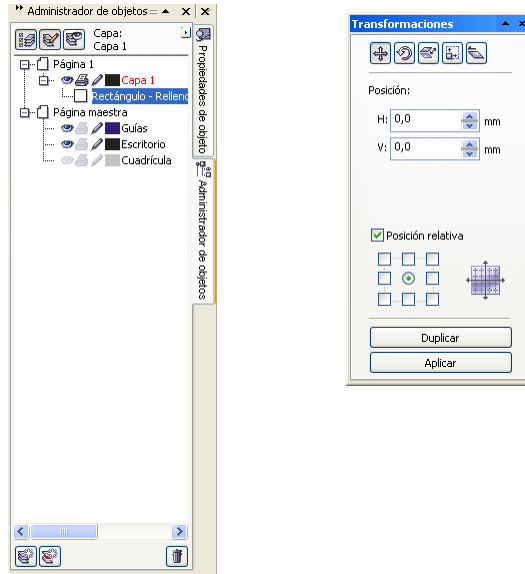 Administrador de objetos
Capa:
Capa 1
Página 1
Capa 1
Rectángulo - Rellenc
Página maestra
Guías
Escritorio
Cuadrícula
Propiedades de objeto
Administrador de objetos
Transformaciones
Posición:
H: 0,0 mm
V: 0,0 mm
Posición relativa
Duplicar
Aplicar